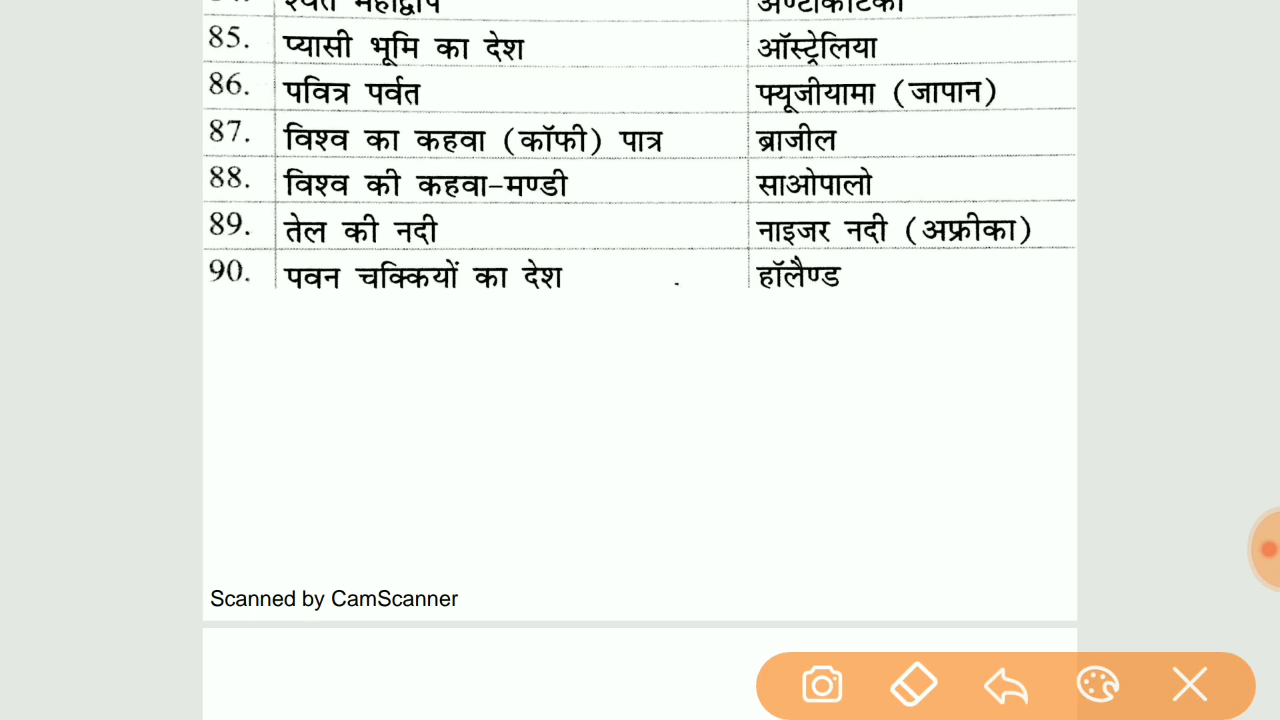 85. प्यासी भूमि का देश ऑस्ट्रेलिया
86. पवित्र पर्वत फ्यूजीयामा (जापान)
87. विश्व का कहवा (कॉफी) पात्र ब्राजील
88. विश्व की कहवा-मण्डी साओपालो
89. तेल की नदी नाइजर नदी (अफ्रीका)
90. पवन चक्कियों का देश हॉलैण्ड
Scanned by CamScanner